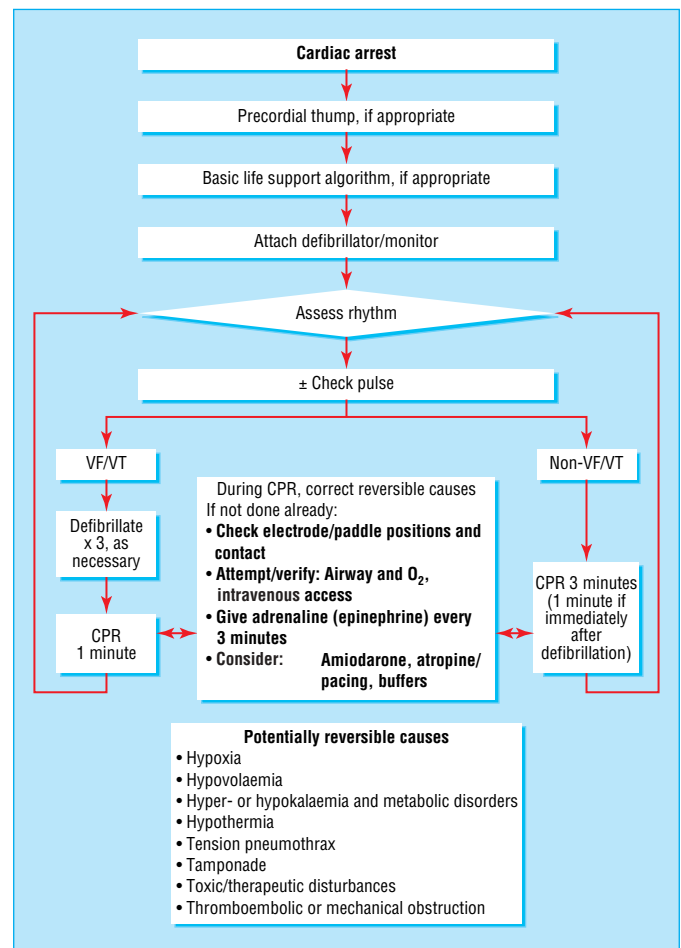 Cardiac arrest
Precordial thump, if appropriate
Basic life support algorithm, if appropriate
Attach defibrillator/monitor
Assess rhythm
± Check pulse
VF/VT
Defibrillate
x 3, as
necessary
CPR
1 minute
During CPR, correct reversible causes
If not done already:
• Check electrode/paddle positions and
contact
• Attempt/verify: Airway and O₂,
intravenous access
• Give adrenaline (epinephrine) every
3 minutes
• Consider: Amiodarone, atropine/
pacing, buffers
Non-VF/VT
CPR 3 minutes
(1 minute if
immediately
after
defibrillation)
Potentially reversible causes
• Hypoxia
• Hypovolaemia
• Hyper- or hypokalaemia and metabolic disorders
• Hypothermia
• Tension pneumothrax
• Tamponade
• Toxic/therapeutic disturbances
• Thromboembolic or mechanical obstruction